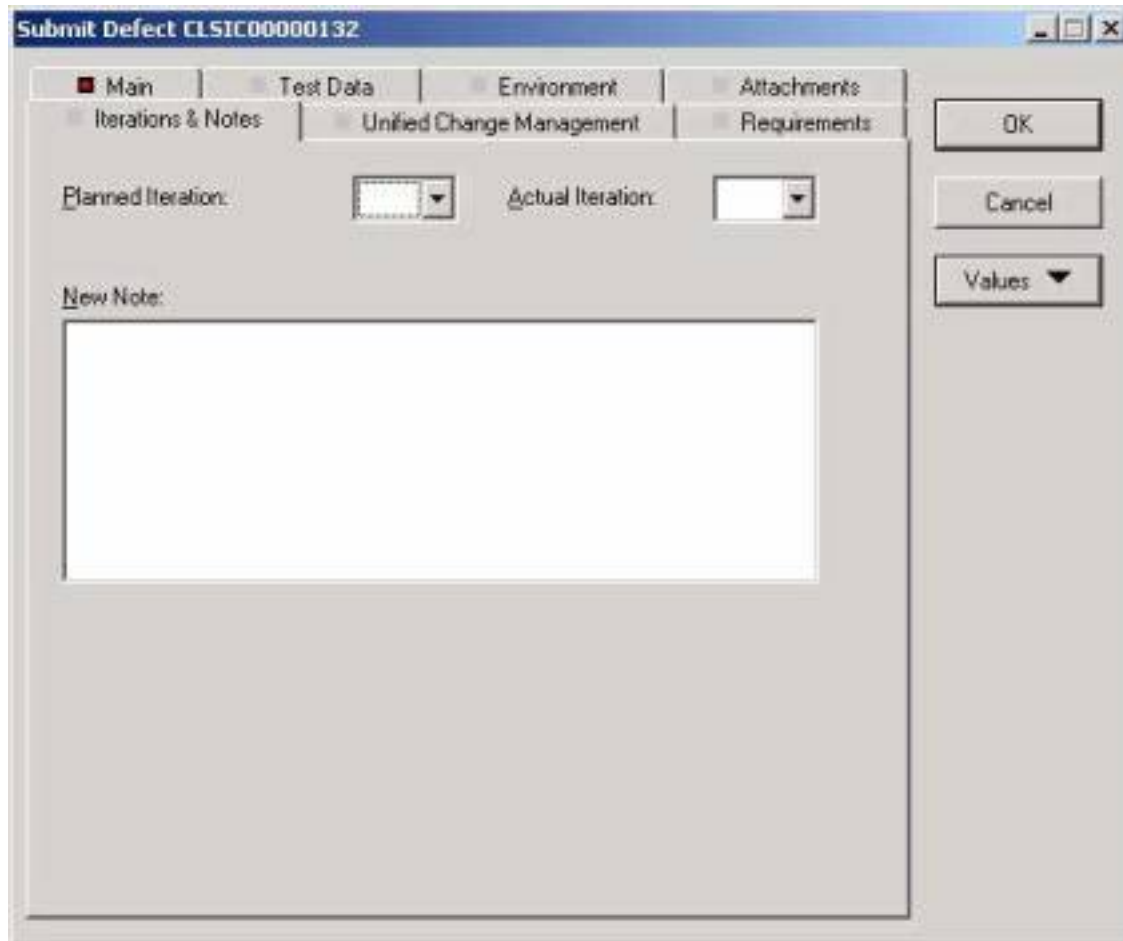 Submit Defect CLSIC00000132
Main Test Data Environment Attachments
Iterations & Notes Unified Change Management Requirements
OK
Planned Iteration: Actual Iteration:
Cancel
Values
New Note: